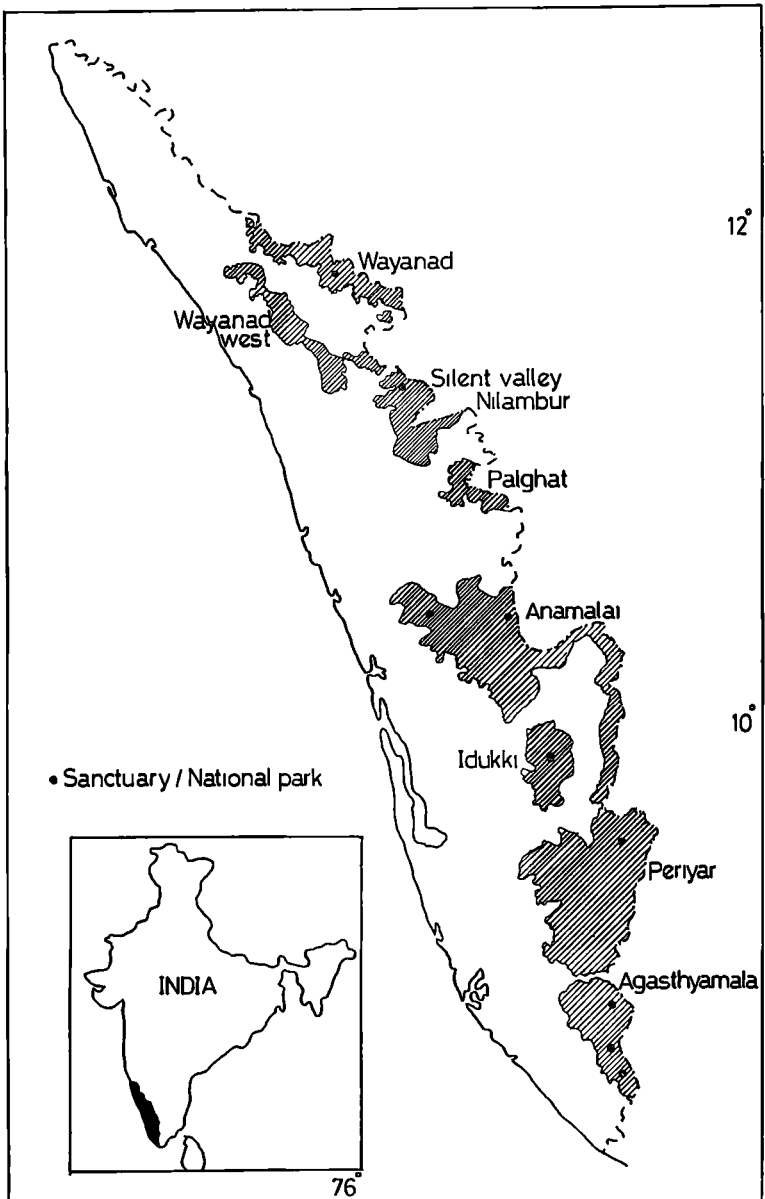 12°
Wayanad
Wayanad
west
Silent valley
Nilambur
Palghat
Anamalai
10°
Idukki
• Sanctuary / National park
Periyar
INDIA
Agasthyamala
76°